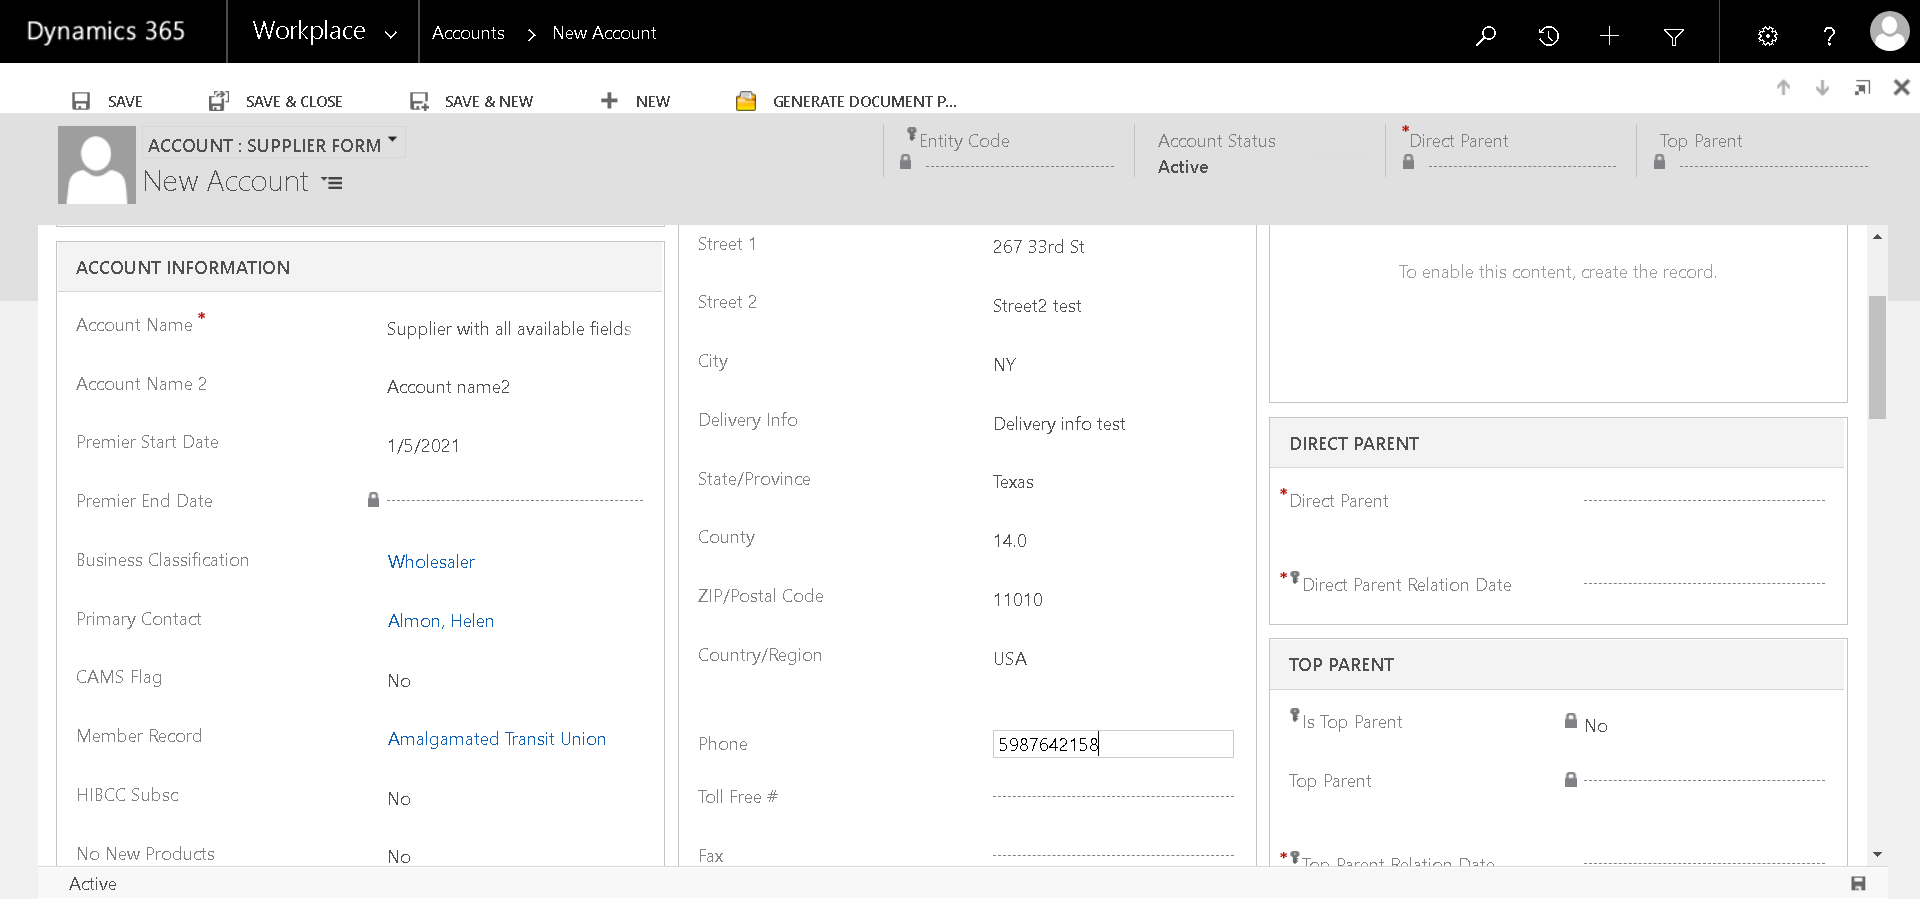 Dynamics 365
Workplace
Accounts > New Account
?
SAVE
SAVE & CLOSE
SAVE & NEW
NEW
GENERATE DOCUMENT P...
ACCOUNT : SUPPLIER FORM
New Account
Entity Code
Account Status
Active
*Direct Parent
Top Parent
ACCOUNT INFORMATION
Account Name *
Supplier with all available fields
Account Name 2
Account name2
Premier Start Date
1/5/2021
Premier End Date
Business Classification
Wholesaler
Primary Contact
Almon, Helen
CAMS Flag
No
Member Record
Amalgamated Transit Union
HIBCC Subsc
No
No New Products
No
Street 1
267 33rd St
Street 2
Street2 test
City
NY
Delivery Info
Delivery info test
State/Province
Texas
County
14.0
ZIP/Postal Code
11010
Country/Region
USA
Phone
5987642158
Toll Free #
Fax
To enable this content, create the record.
DIRECT PARENT
*Direct Parent
*Direct Parent Relation Date
TOP PARENT
Is Top Parent
No
Top Parent
*Top Parent Relation Date
Active